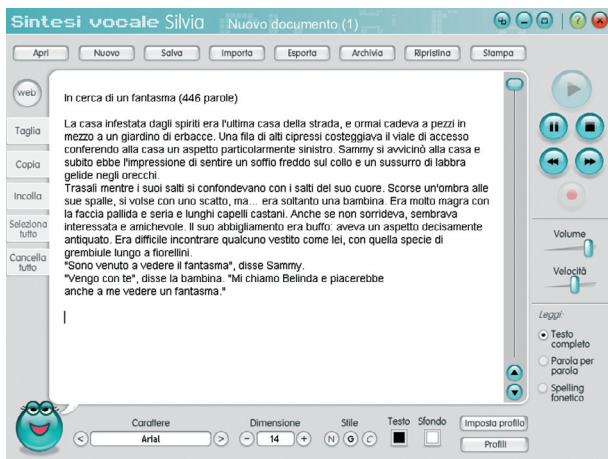 Sintesi vocale Silvia Nuovo documento (1)
Apri Nuovo Salva Importa Esporta Archivia Ripristina Stampa
web
Taglia
Copia
Incolla
Seleziona
tutto
Cancella
tutto
In cerca di un fantasma (446 parole)
La casa infestata dagli spiriti era l'ultima casa della strada, e ormai cadeva a pezzi in
mezzo a un giardino di erbacce. Una fila di alti cipressi costeggiava il viale di accesso
conferendo alla casa un aspetto particolarmente sinistro. Sammy si avvicinò alla casa e
subito ebbe l'impressione di sentire un soffio freddo sul collo e un sussurro di labbra
gelide negli orecchi.
Trasalì mentre i suoi salti si confondevano con i salti del suo cuore. Scorse un'ombra alle
sue spalle, si volse con uno scatto, ma... era soltanto una bambina. Era molto magra con
la faccia pallida e seria e lunghi capelli castani. Anche se non sorrideva, sembrava
interessata e amichevole. Il suo abbigliamento era buffo: aveva un aspetto decisamente
antiquato. Era difficile incontrare qualcuno vestito come lei, con quella specie di
grembiule lungo a fiorellini.
"Sono venuto a vedere il fantasma", disse Sammy.
"Vengo con te", disse la bambina. "Mi chiamo Belinda e piacerebbe
anche a me vedere un fantasma."
Volume
Velocità
Leggi:
Testo
completo
Parola per
parola
Spelling
fonetico
Carattere Dimensione Stile Testo Sfondo Imposta profilo
< Arial > - 14 + N G C Profili